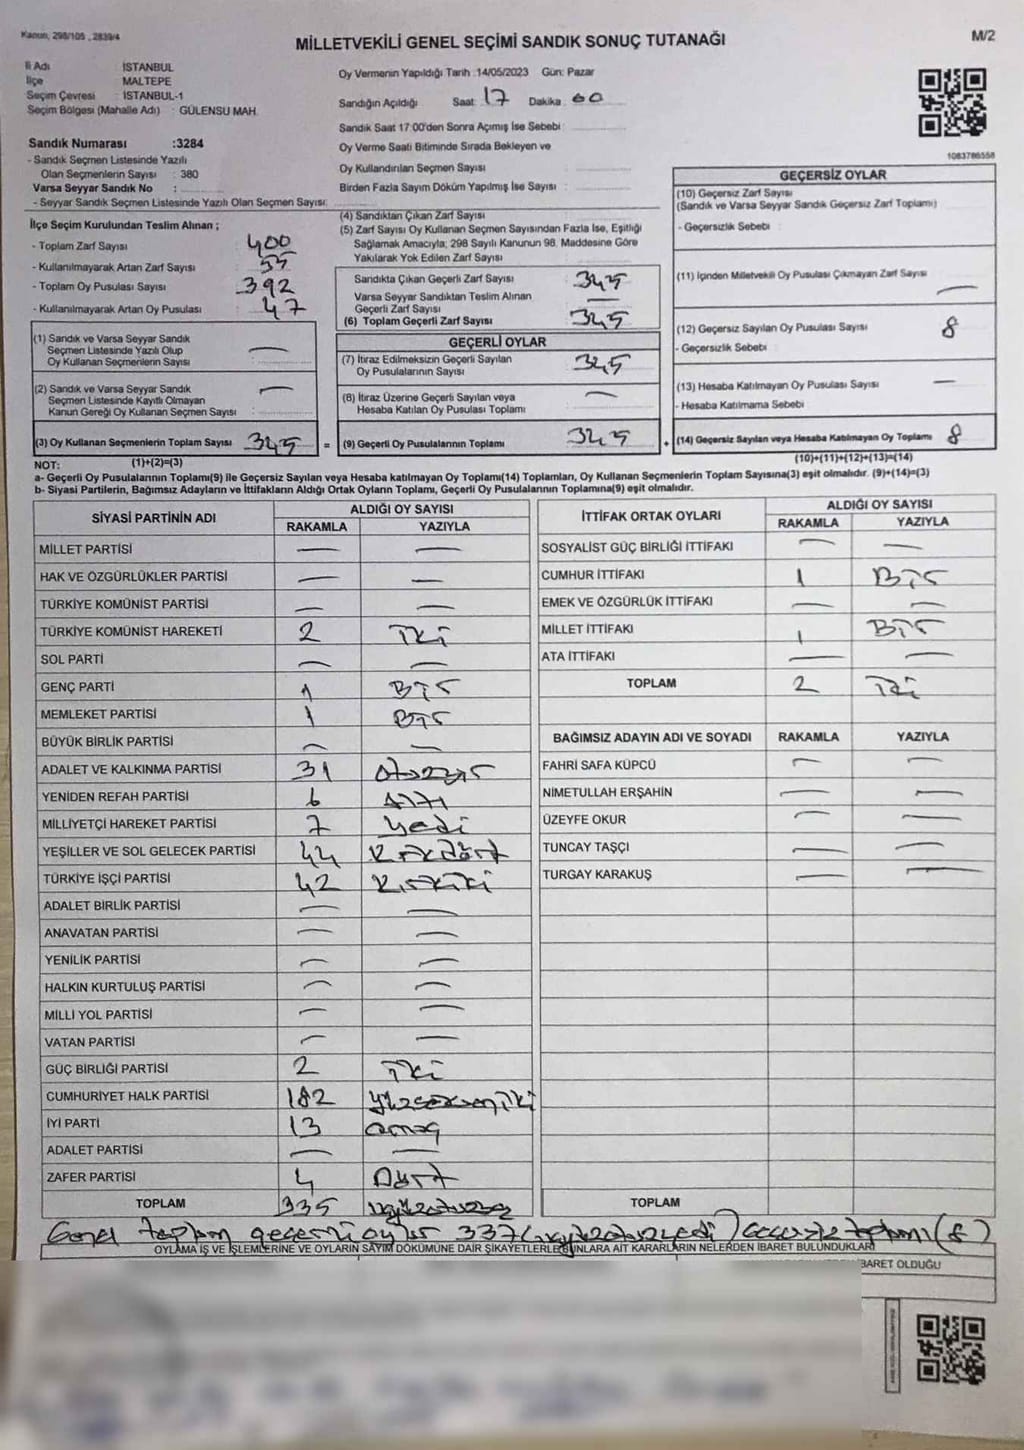 Kanun, 298/105 , 2839/4
MİLLETVEKİLİ GENEL SEÇİMİ SANDIK SONUÇ TUTANAĞI
M/2
İl Adı : İSTANBUL
İlçe : MALTEPE
Seçim Çevresi : İSTANBUL-1
Seçim Bölgesi (Mahalle Adı) : GÜLENSU MAH.
Oy Vermenin Yapıldığı Tarih :14/05/2023 Gün: Pazar
Sandığın Açıldığı Saat: 17 Dakika: 00
Sandık Saat 17:00'den Sonra Açımış İse Sebebi :
Oy Verme Saati Bitiminde Sırada Bekleyen ve
Oy Kullandırılan Seçmen Sayısı :
Birden Fazla Sayım Döküm Yapılmış İse Sayısı :
1083786558
Sandık Numarası :3284
- Sandık Seçmen Listesinde Yazılı
Olan Seçmenlerin Sayısı : 380
Varsa Seyyar Sandık No :
- Seyyar Sandık Seçmen Listesinde Yazılı Olan Seçmen Sayısı:
İlçe Seçim Kurulundan Teslim Alınan ;
- Toplam Zarf Sayısı 400
- Kullanılmayarak Artan Zarf Sayısı 55
- Toplam Oy Pusulası Sayısı 392
- Kullanılmayarak Artan Oy Pusulası 47
(1) Sandık ve Varsa Seyyar Sandık
Seçmen Listesinde Yazılı Olup
Oy Kullanan Seçmenlerin Sayısı : —
(2) Sandık ve Varsa Seyyar Sandık
Seçmen Listesinde Kayıtlı Olmayan
Kanun Gereği Oy Kullanan Seçmen Sayısı : —
(3) Oy Kullanan Seçmenlerin Toplam Sayısı 345 =
(1)+(2)=(3)
(4) Sandıktan Çıkan Zarf Sayısı :
(5) Zarf Sayısı Oy Kullanan Seçmen Sayısından Fazla İse, Eşitliği
Sağlamak Amacıyla; 298 Sayılı Kanunun 98. Maddesine Göre
Yakılarak Yok Edilen Zarf Sayısı :
Sandıkta Çıkan Geçerli Zarf Sayısı : 345
Varsa Seyyar Sandıktan Teslim Alınan
Geçerli Zarf Sayısı : —
(6) Toplam Geçerli Zarf Sayısı : 345
GEÇERLİ OYLAR
(7) İtiraz Edilmeksizin Geçerli Sayılan
Oy Pusulalarının Sayısı : 345
(8) İtiraz Üzerine Geçerli Sayılan veya
Hesaba Katılan Oy Pusulası Toplamı : —
(9) Geçerli Oy Pusulalarının Toplamı : 345 +
GEÇERSİZ OYLAR
(10) Geçersiz Zarf Sayısı
(Sandık ve Varsa Seyyar Sandık Geçersiz Zarf Toplamı)
- Geçersizlik Sebebi :
(11) İçinden Milletvekili Oy Pusulası Çıkmayan Zarf Sayısı : —
(12) Geçersiz Sayılan Oy Pusulası Sayısı : 8
- Geçersizlik Sebebi :
(13) Hesaba Katılmayan Oy Pusulası Sayısı : —
- Hesaba Katılmama Sebebi :
(14) Geçersiz Sayılan veya Hesaba Katılmayan Oy Toplamı : 8
(10)+(11)+(12)+(13)=(14)
NOT:
a- Geçerli Oy Pusulalarının Toplamı(9) ile Geçersiz Sayılan veya Hesaba katılmayan Oy Toplamı(14) Toplamları, Oy Kullanan Seçmenlerin Toplam Sayısına(3) eşit olmalıdır. (9)+(14)=(3)
b- Siyasi Partilerin, Bağımsız Adayların ve İttifakların Aldığı Ortak Oyların Toplamı, Geçerli Oy Pusulalarının Toplamına(9) eşit olmalıdır.
SİYASİ PARTİNİN ADI ALDIĞI OY SAYISI
RAKAMLA YAZIYLA
MİLLET PARTİSİ — —
HAK VE ÖZGÜRLÜKLER PARTİSİ — —
TÜRKİYE KOMÜNİST PARTİSİ — —
TÜRKİYE KOMÜNİST HAREKETİ 2 iki
SOL PARTİ — —
GENÇ PARTİ 1 Bir
MEMLEKET PARTİSİ 1 Bir
BÜYÜK BİRLİK PARTİSİ — —
ADALET VE KALKINMA PARTİSİ 31 otuzbir
YENİDEN REFAH PARTİSİ 6 Altı
MİLLİYETÇİ HAREKET PARTİSİ 7 Yedi
YEŞİLLER VE SOL GELECEK PARTİSİ 44 Kırkdört
TÜRKİYE İŞÇİ PARTİSİ 42 Kırkiki
ADALET BİRLİK PARTİSİ — —
ANAVATAN PARTİSİ — —
YENİLİK PARTİSİ — —
HALKIN KURTULUŞ PARTİSİ — —
MİLLİ YOL PARTİSİ — —
VATAN PARTİSİ — —
GÜÇ BİRLİĞİ PARTİSİ 2 iki
CUMHURİYET HALK PARTİSİ 182 yüzsekseniki
İYİ PARTİ 13 onüç
ADALET PARTİSİ — —
ZAFER PARTİSİ 4 Dört
TOPLAM 335 üçyüzotuzbeş
İTTİFAK ORTAK OYLARI ALDIĞI OY SAYISI
RAKAMLA YAZIYLA
SOSYALİST GÜÇ BİRLİĞİ İTTİFAKI — —
CUMHUR İTTİFAKI 1 Bir
EMEK VE ÖZGÜRLÜK İTTİFAKI — —
MİLLET İTTİFAKI 1 Bir
ATA İTTİFAKI — —
TOPLAM 2 iki
BAĞIMSIZ ADAYIN ADI VE SOYADI RAKAMLA YAZIYLA
FAHRİ SAFA KÜPCÜ — —
NİMETULLAH ERŞAHİN — —
ÜZEYFE OKUR — —
TUNCAY TAŞÇI — —
TURGAY KARAKUŞ — —
TOPLAM
Genel toplam geçerli oylar 337 (üçyüzotuzyedi) Geçersiz toplamı (8)
OYLAMA İŞ VE İŞLEMLERİNE VE OYLARIN SAYIM DÖKÜMÜNE DAİR ŞİKAYETLERLE BUNLARA AİT KARARLARIN NELERDEN İBARET BULUNDUKLARI
BARET OLDUĞU